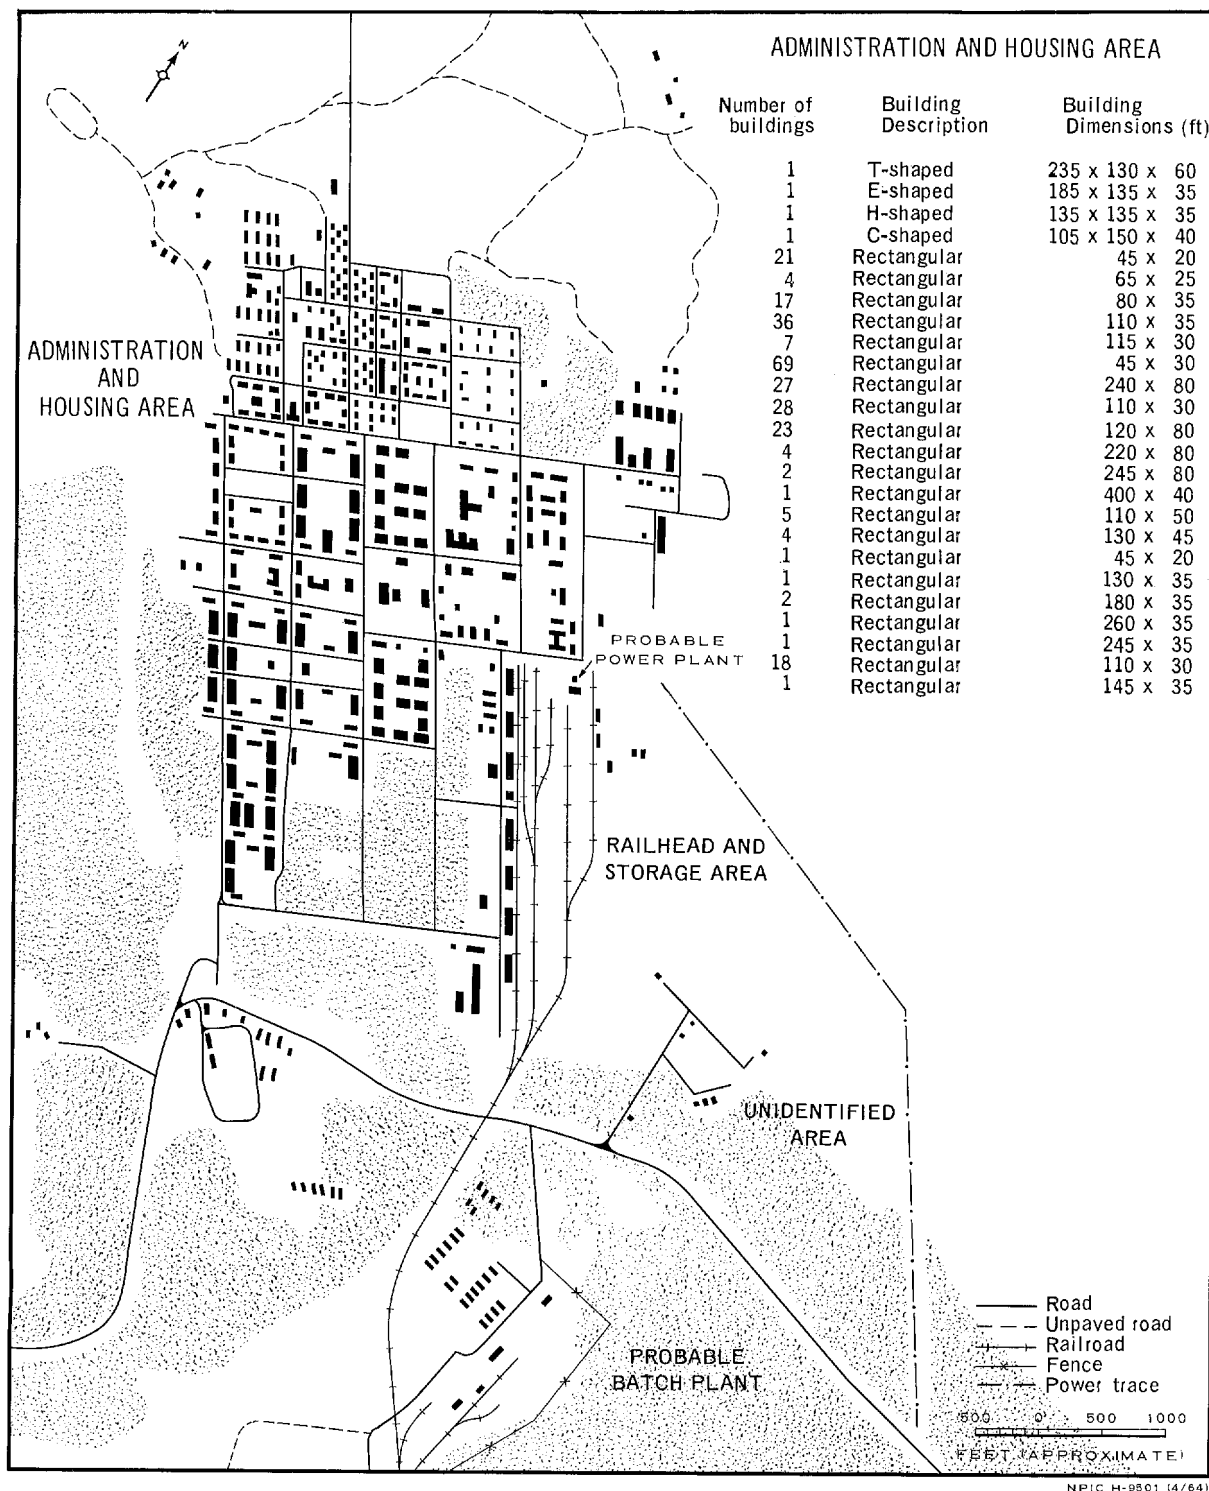 N
ADMINISTRATION AND HOUSING AREA
Number of buildings Building Description Building Dimensions (ft)
1 T-shaped 235 x 130 x 60
1 E-shaped 185 x 135 x 35
1 H-shaped 135 x 135 x 35
1 C-shaped 105 x 150 x 40
21 Rectangular 45 x 20
4 Rectangular 65 x 25
17 Rectangular 80 x 35
36 Rectangular 110 x 35
7 Rectangular 115 x 30
69 Rectangular 45 x 30
27 Rectangular 240 x 80
28 Rectangular 110 x 30
23 Rectangular 120 x 80
4 Rectangular 220 x 80
2 Rectangular 245 x 80
1 Rectangular 400 x 40
5 Rectangular 110 x 50
4 Rectangular 130 x 45
1 Rectangular 45 x 20
1 Rectangular 130 x 35
2 Rectangular 180 x 35
1 Rectangular 260 x 35
1 Rectangular 245 x 35
18 Rectangular 110 x 30
1 Rectangular 145 x 35
ADMINISTRATION
AND
HOUSING AREA
PROBABLE
POWER PLANT
RAILHEAD AND
STORAGE AREA
UNIDENTIFIED
AREA
PROBABLE
BATCH PLANT
Road
Unpaved road
Railroad
Fence
Power trace
500 0 500 1000
FEET (APPROXIMATE)
NPIC H-9501 (4/64)